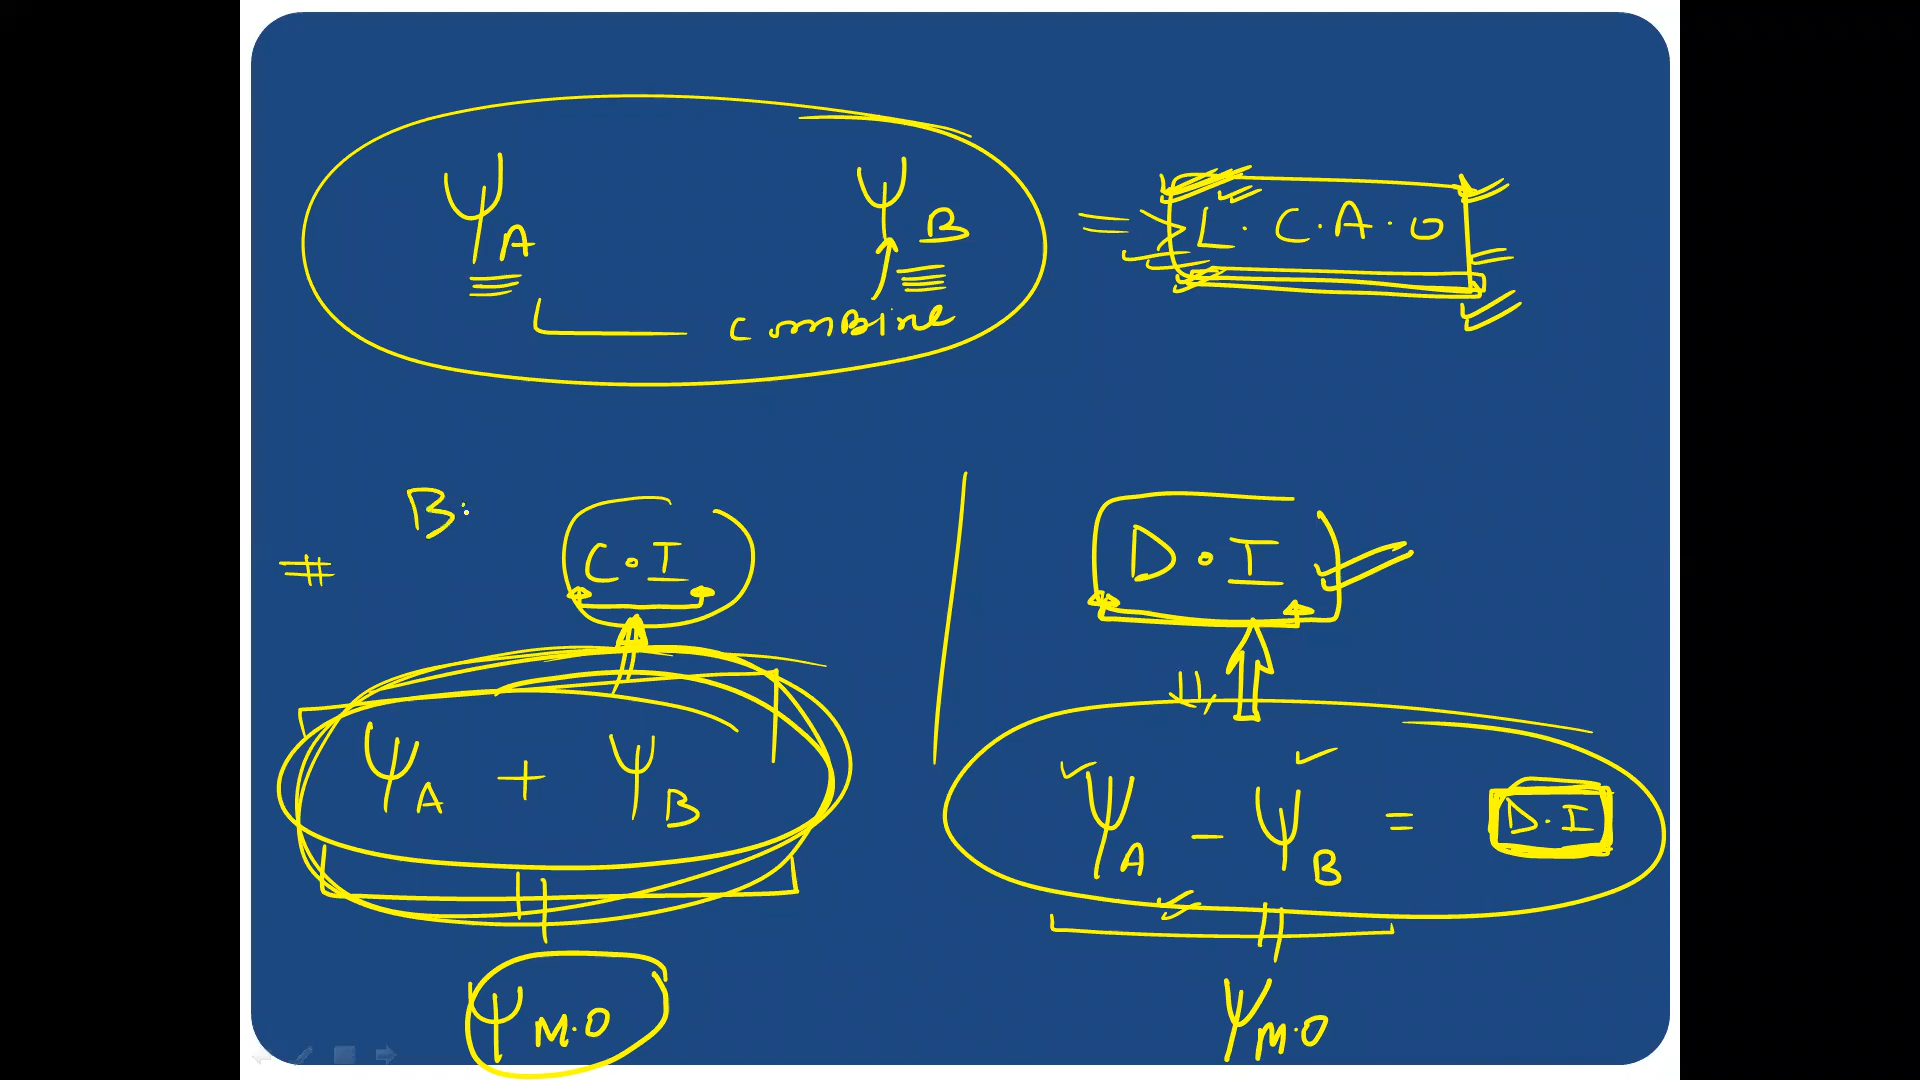 ψA ψB => L.C.A.O
combine
B. C.I D.I
#
ψA + ψB
ψA - ψB = D.I
ψM.O ψM.O